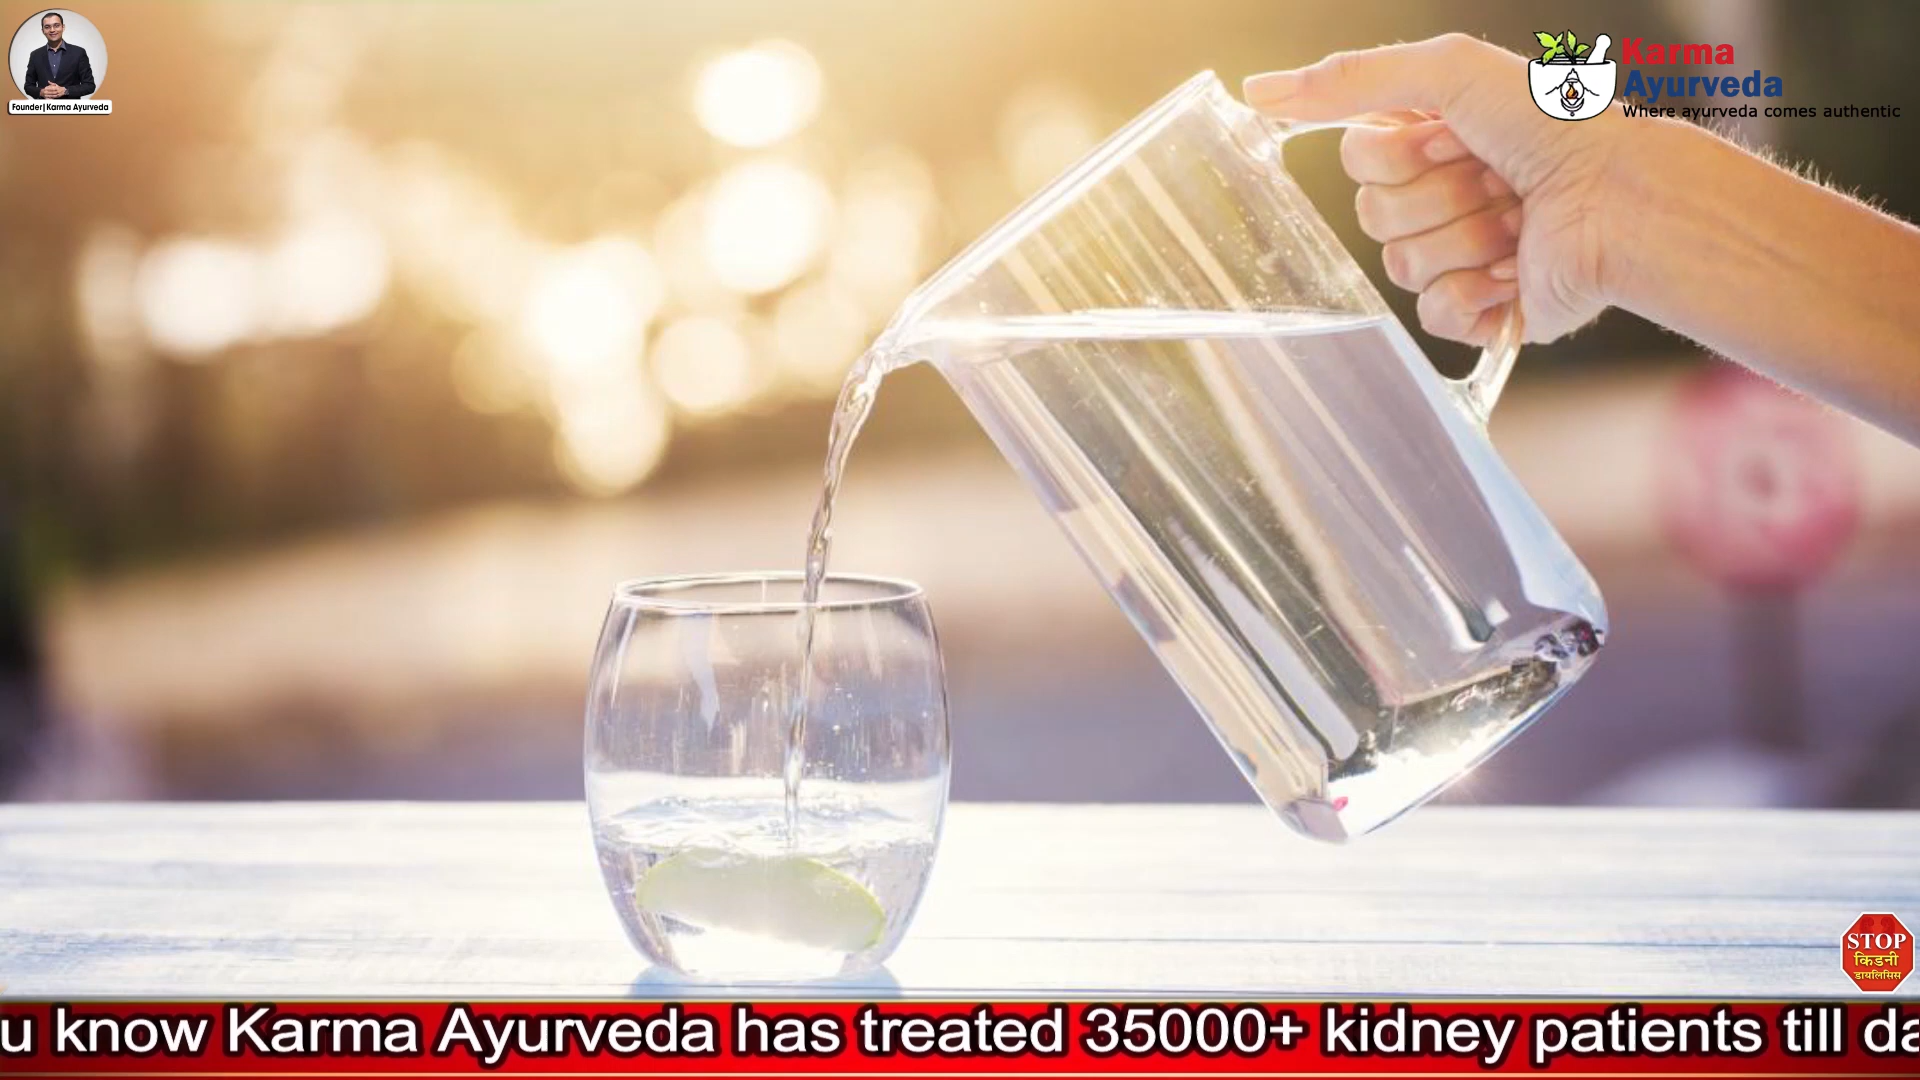 Founder|Karma Ayurveda
Karma
Ayurveda
Where ayurveda comes authentic
STOP
किडनी
डायलिसिस
know Karma Ayurveda has treated 35000+ kidney patients till